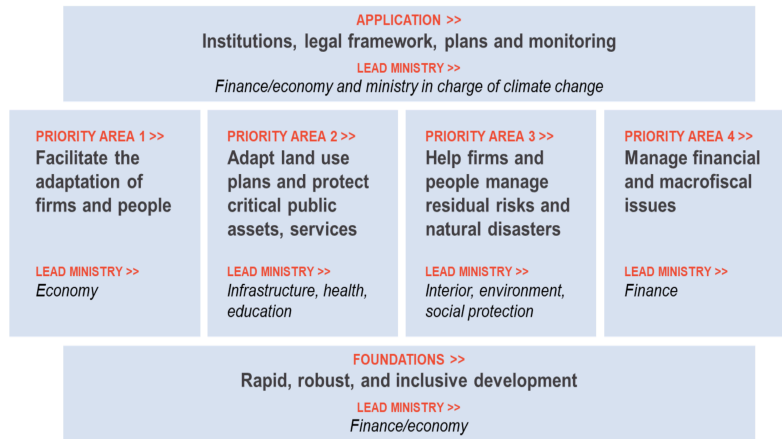 APPLICATION >>
Institutions, legal framework, plans and monitoring
LEAD MINISTRY >>
Finance/economy and ministry in charge of climate change
PRIORITY AREA 1 >>
Facilitate the
adaptation of
firms and people
LEAD MINISTRY >>
Economy
PRIORITY AREA 2 >>
Adapt land use
plans and protect
critical public
assets, services
LEAD MINISTRY >>
Infrastructure, health,
education
PRIORITY AREA 3 >>
Help firms and
people manage
residual risks and
natural disasters
LEAD MINISTRY >>
Interior, environment,
social protection
PRIORITY AREA 4 >>
Manage financial
and macrofiscal
issues
LEAD MINISTRY >>
Finance
FOUNDATIONS >>
Rapid, robust, and inclusive development
LEAD MINISTRY >>
Finance/economy